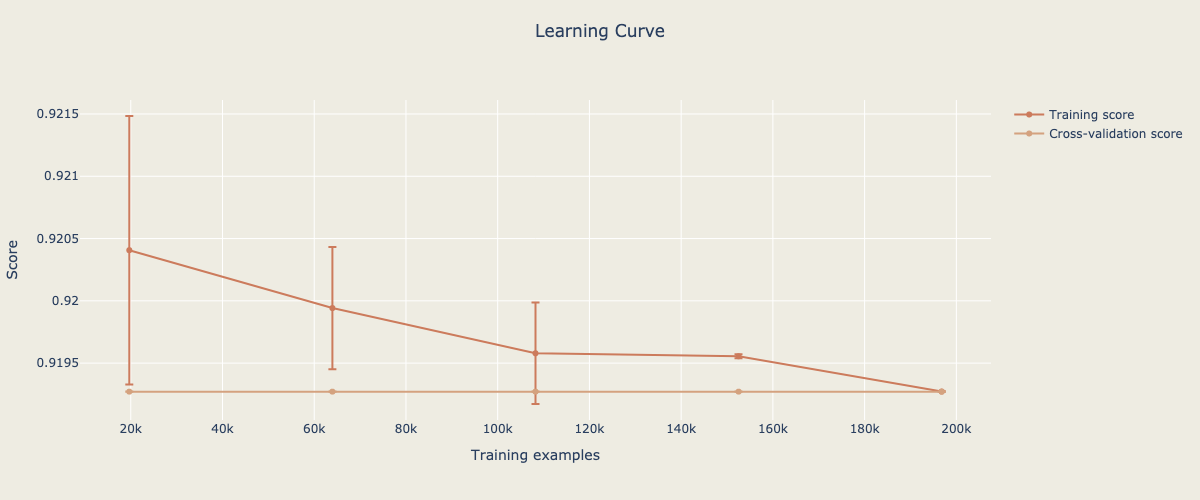 Learning Curve
0.9215
0.921
0.9205
0.92
0.9195
Score
20k
40k
60k
80k
100k
120k
140k
160k
180k
200k
Training examples
Training score
Cross-validation score